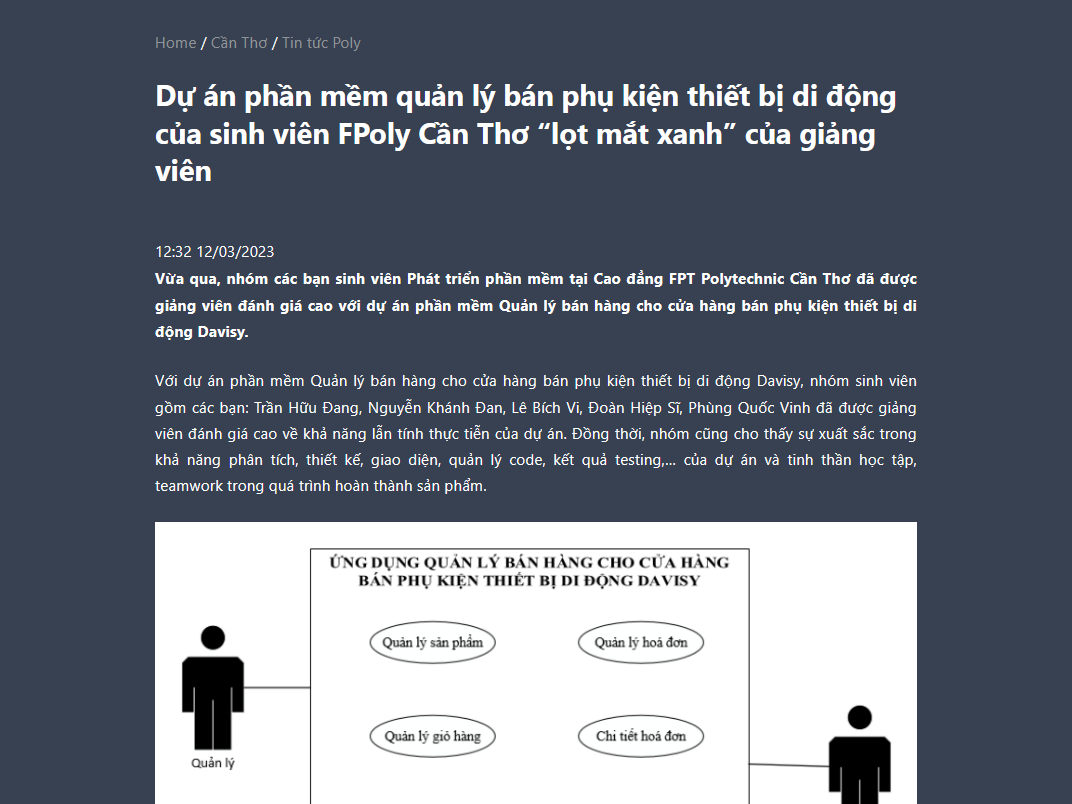 Home / Cần Thơ / Tin tức Poly
Dự án phần mềm quản lý bán phụ kiện thiết bị di động
của sinh viên FPoly Cần Thơ “lọt mắt xanh” của giảng
viên
12:32 12/03/2023
Vừa qua, nhóm các bạn sinh viên Phát triển phần mềm tại Cao đẳng FPT Polytechnic Cần Thơ đã được
giảng viên đánh giá cao với dự án phần mềm Quản lý bán hàng cho cửa hàng bán phụ kiện thiết bị di
động Davisy.
Với dự án phần mềm Quản lý bán hàng cho cửa hàng bán phụ kiện thiết bị di động Davisy, nhóm sinh viên
gồm các bạn: Trần Hữu Đang, Nguyễn Khánh Đan, Lê Bích Vi, Đoàn Hiệp Sĩ, Phùng Quốc Vinh đã được giảng
viên đánh giá cao về khả năng lẫn tính thực tiễn của dự án. Đồng thời, nhóm cũng cho thấy sự xuất sắc trong
khả năng phân tích, thiết kế, giao diện, quản lý code, kết quả testing,... của dự án và tinh thần học tập,
teamwork trong quá trình hoàn thành sản phẩm.
ỨNG DỤNG QUẢN LÝ BÁN HÀNG CHO CỬA HÀNG
BÁN PHỤ KIỆN THIẾT BỊ DI ĐỘNG DAVISY
Quản lý sản phẩm
Quản lý hoá đơn
Quản lý giỏ hàng
Chi tiết hoá đơn
Quản lý